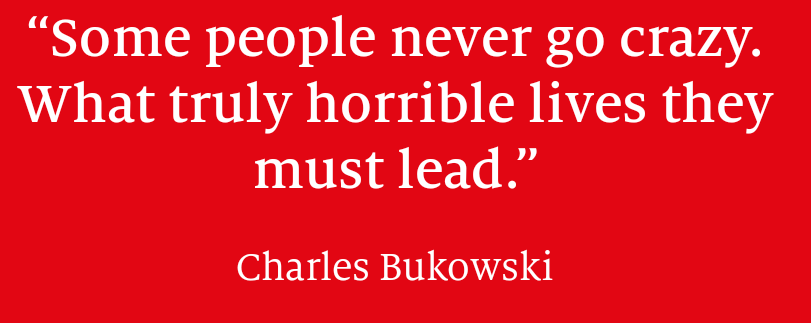 “Some people never go crazy.
What truly horrible lives they
must lead.”
Charles Bukowski